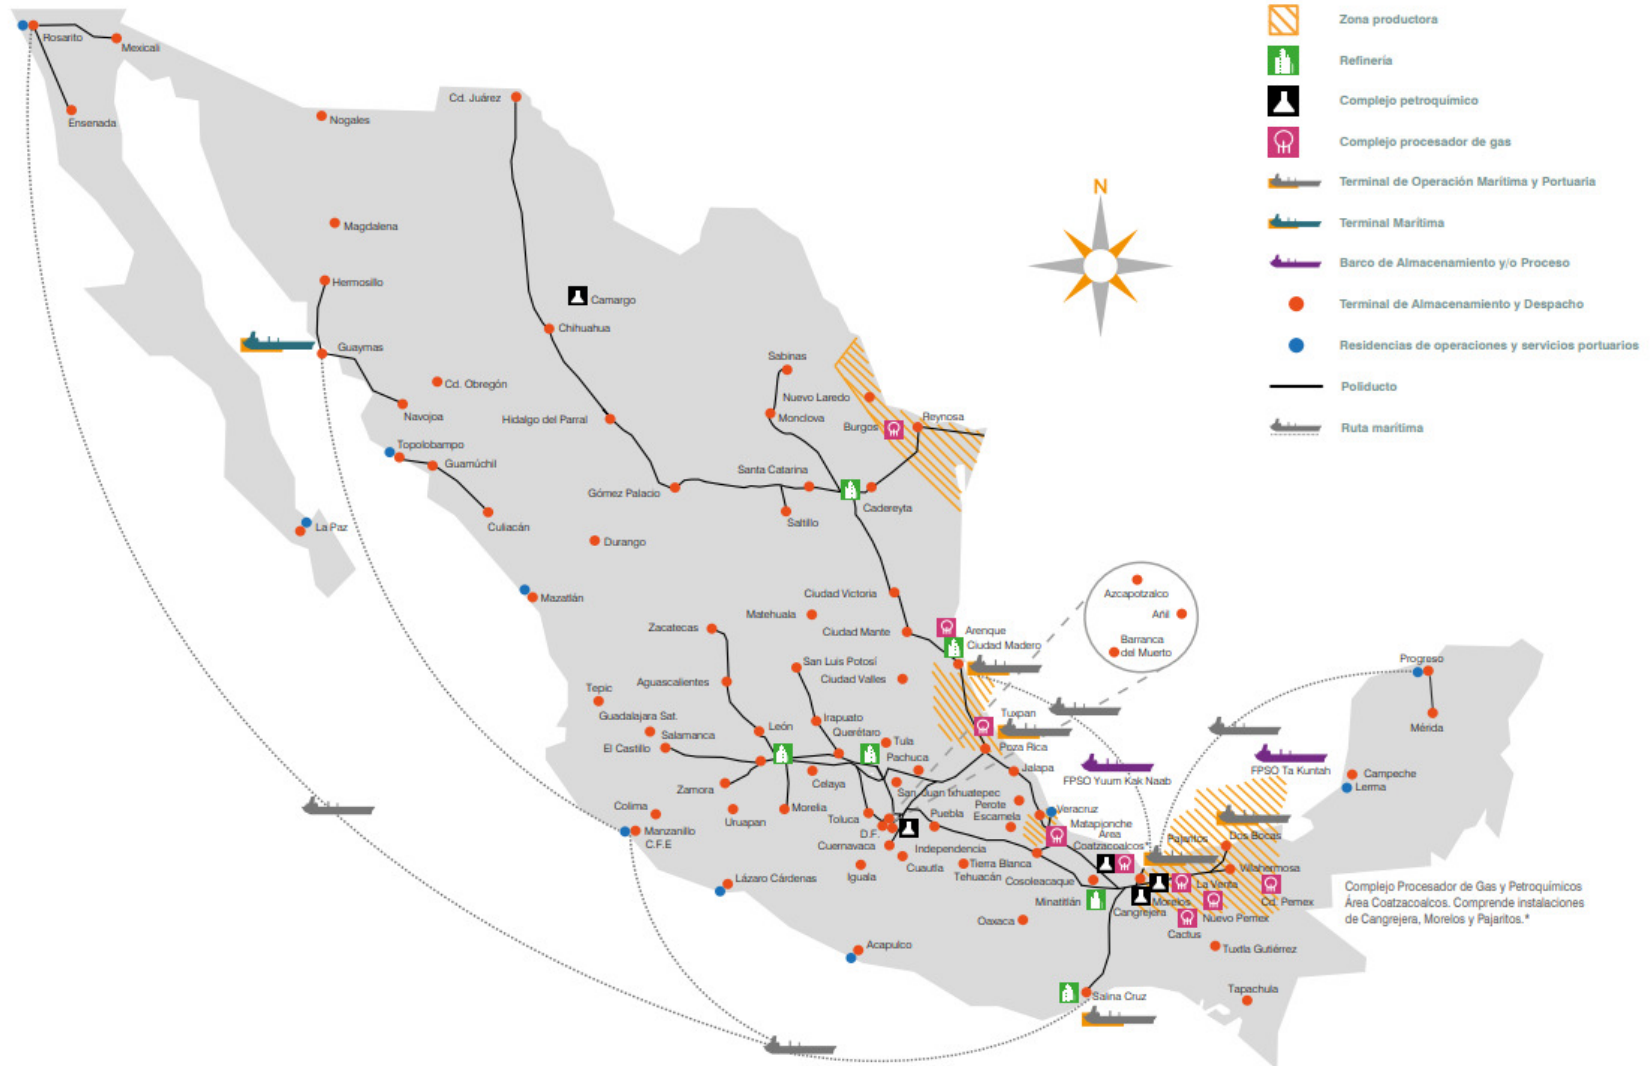 Zona productora
Refinería
Complejo petroquímico
Complejo procesador de gas
Terminal de Operación Marítima y Portuaria
Terminal Marítima
Barco de Almacenamiento y/o Proceso
Terminal de Almacenamiento y Despacho
Residencias de operaciones y servicios portuarios
Poliducto
Ruta marítima
N
Rosarito
Mexicali
Ensenada
Nogales
Cd. Juárez
Magdalena
Hermosillo
Camargo
Chihuahua
Guaymas
Cd. Obregón
Navojoa
Hidalgo del Parral
Sabinas
Nuevo Laredo
Monclova
Burgos
Reynosa
Topolobampo
Guamúchil
Santa Catarina
Gómez Palacio
Cadereyta
Saltillo
Culiacán
La Paz
Durango
Mazatlán
Ciudad Victoria
Matehuala
Zacatecas
Ciudad Mante
Arenque
Ciudad Madero
Azcapotzalco
Añil
Barranca
del Muerto
San Luis Potosí
Ciudad Valles
Aguascalientes
Tepic
Guadalajara Sat.
Salamanca
El Castillo
León
Irapuato
Querétaro
Tula
Pachuca
Tuxpan
Poza Rica
Jalapa
FPSO Yuum Kak Naab
FPSO Ta Kuntah
Progreso
Mérida
Campeche
Lerma
Zamora
Celaya
San Juan Ixhuatepec
Colima
Uruapan
Morelia
Toluca
Puebla
Perote
Escamela
Veracruz
Matapionche
Manzanillo
C.F.E
D.F.
Cuernavaca
Independencia
Área
Coatzacoalcos*
Pajaritos
Dos Bocas
Iguala
Cuautla
Tierra Blanca
Tehuacán
Cosoleacaque
Villahermosa
Lázaro Cárdenas
Minatitlán
La Venta
Morelos
Cangrejera
Cd. Pemex
Nuevo Pemex
Cactus
Oaxaca
Acapulco
Tuxtla Gutiérrez
Salina Cruz
Tapachula
Complejo Procesador de Gas y Petroquímicos
Área Coatzacoalcos. Comprende instalaciones
de Cangrejera, Morelos y Pajaritos.*